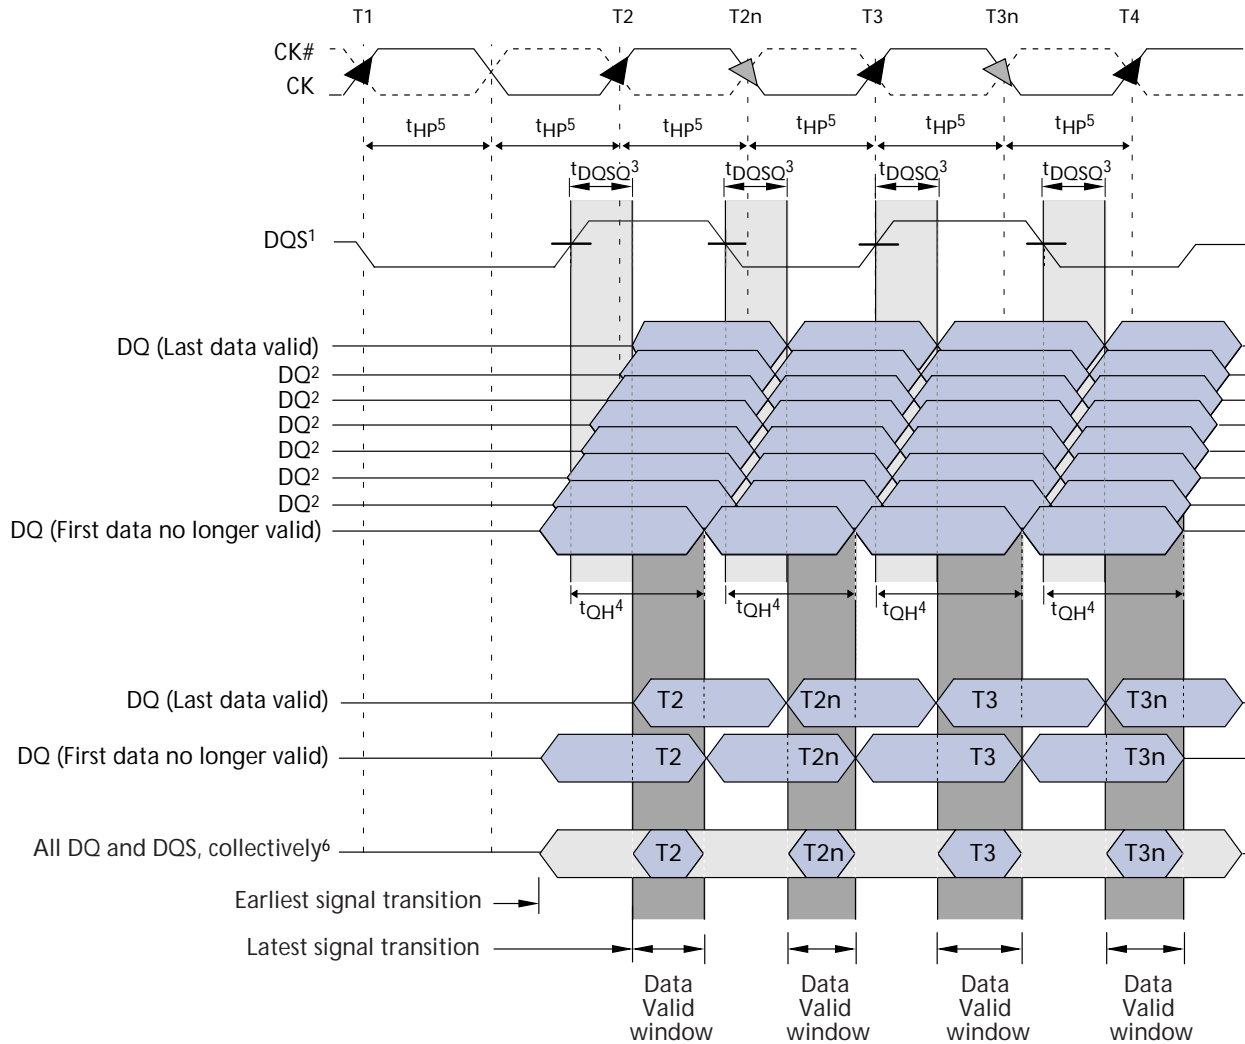 T1 T2 T2n T3 T3n T4
CK#
CK
tHP5 tHP5 tHP5 tHP5 tHP5 tHP5
tDQSQ3 tDQSQ3 tDQSQ3 tDQSQ3
DQS1
DQ (Last data valid)
DQ2
DQ2
DQ2
DQ2
DQ2
DQ2
DQ (First data no longer valid)
tQH4 tQH4 tQH4 tQH4
DQ (Last data valid) T2 T2n T3 T3n
DQ (First data no longer valid) T2 T2n T3 T3n
All DQ and DQS, collectively6 T2 T2n T3 T3n
Earliest signal transition
Latest signal transition
Data Data Data Data
Valid Valid Valid Valid
window window window window